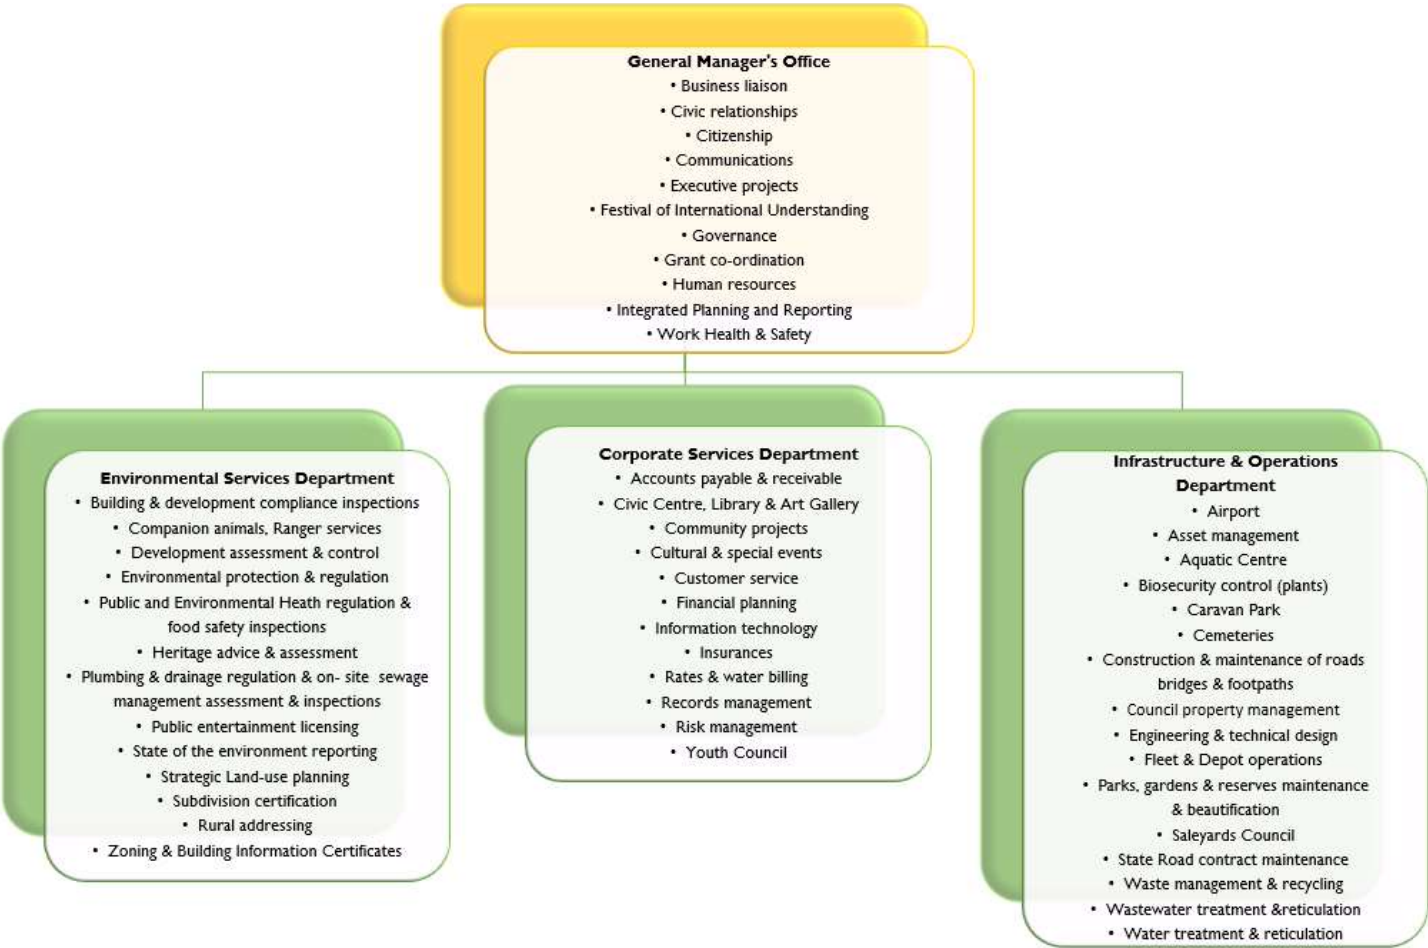 General Manager's Office
• Business liaison
• Civic relationships
• Citizenship
• Communications
• Executive projects
• Festival of International Understanding
• Governance
• Grant co-ordination
• Human resources
• Integrated Planning and Reporting
• Work Health & Safety
Environmental Services Department
• Building & development compliance inspections
• Companion animals, Ranger services
• Development assessment & control
• Environmental protection & regulation
• Public and Environmental Heath regulation &
food safety inspections
• Heritage advice & assessment
• Plumbing & drainage regulation & on- site sewage
management assessment & inspections
• Public entertainment licensing
• State of the environment reporting
• Strategic Land-use planning
• Subdivision certification
• Rural addressing
• Zoning & Building Information Certificates
Corporate Services Department
• Accounts payable & receivable
• Civic Centre, Library & Art Gallery
• Community projects
• Cultural & special events
• Customer service
• Financial planning
• Information technology
• Insurances
• Rates & water billing
• Records management
• Risk management
• Youth Council
Infrastructure & Operations
Department
• Airport
• Asset management
• Aquatic Centre
• Biosecurity control (plants)
• Caravan Park
• Cemeteries
• Construction & maintenance of roads
bridges & footpaths
• Council property management
• Engineering & technical design
• Fleet & Depot operations
• Parks, gardens & reserves maintenance
& beautification
• Saleyards Council
• State Road contract maintenance
• Waste management & recycling
• Wastewater treatment &reticulation
• Water treatment & reticulation